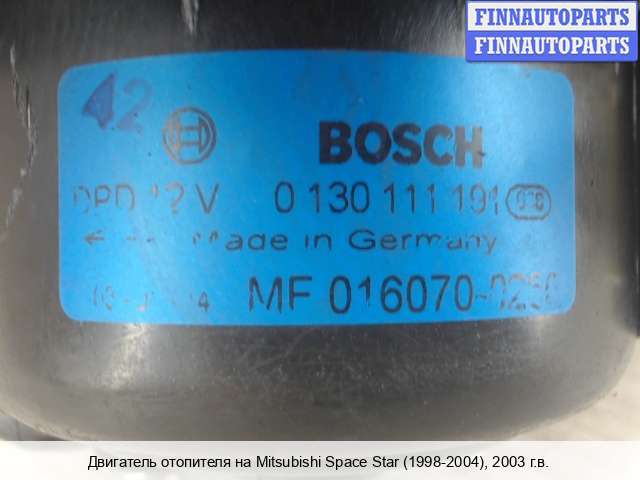 FINNAUTOPARTS
FINNAUTOPARTS
42
BOSCH
12 V 0 130 111 191
Made in Germany
MF 016070-0250
Двигатель отопителя на Mitsubishi Space Star (1998-2004), 2003 г.в.